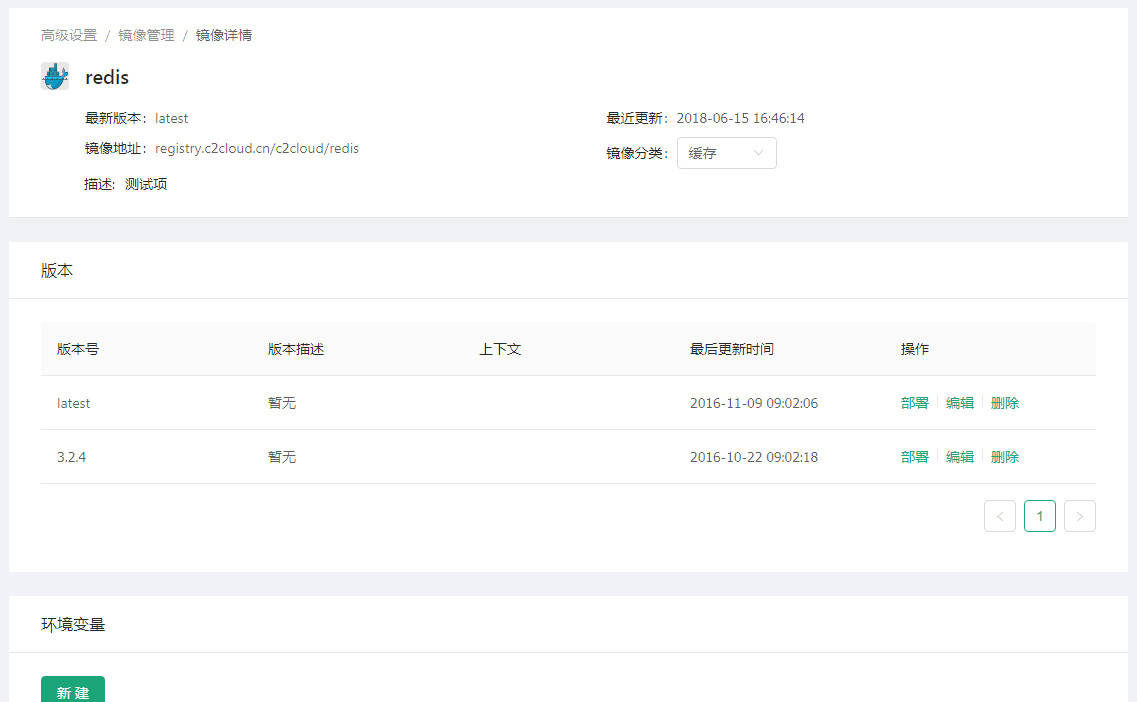 高级设置 / 镜像管理 / 镜像详情
redis
最新版本: latest 最近更新: 2018-06-15 16:46:14
镜像地址: registry.c2cloud.cn/c2cloud/redis 镜像分类: 缓存
描述: 测试项
版本
版本号 版本描述 上下文 最后更新时间 操作
latest 暂无 2016-11-09 09:02:06 部署 编辑 删除
3.2.4 暂无 2016-10-22 09:02:18 部署 编辑 删除
< 1 >
环境变量
新建